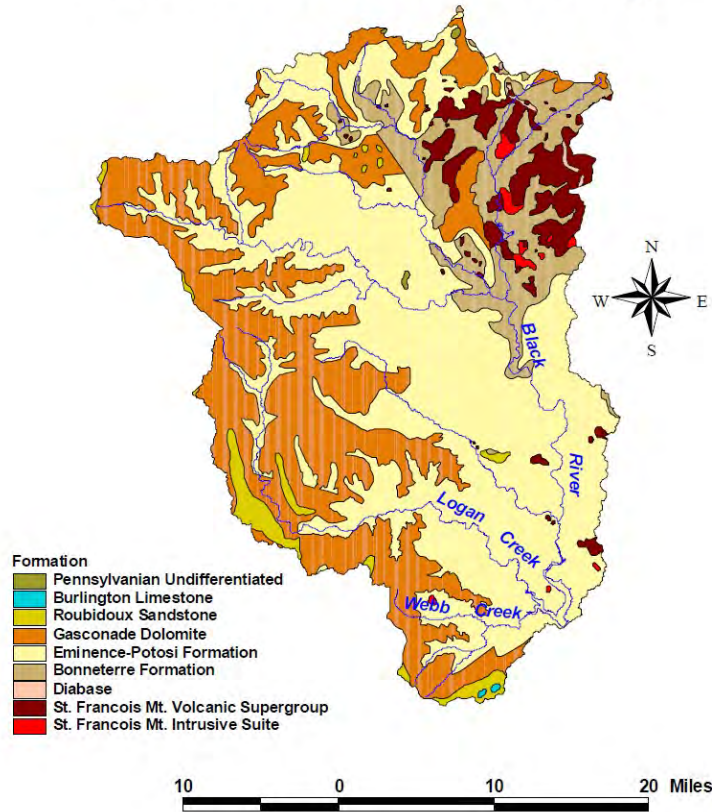 N
W E
S
Black
River
Logan
Creek
Webb Creek
Formation
Pennsylvanian Undifferentiated
Burlington Limestone
Roubidoux Sandstone
Gasconade Dolomite
Eminence-Potosi Formation
Bonneterre Formation
Diabase
St. Francois Mt. Volcanic Supergroup
St. Francois Mt. Intrusive Suite
10 0 10 20 Miles